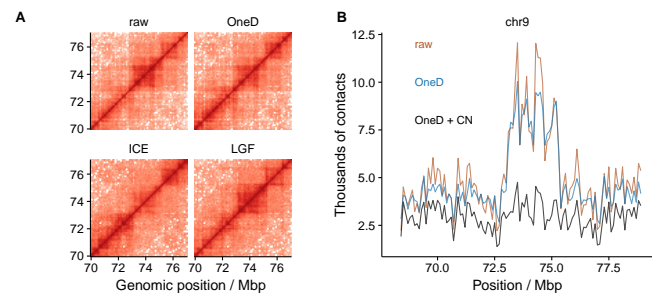 A
raw
OneD
76
74
72
70
ICE
LGF
76
74
72
70
70 72 74 76 70 72 74 76
Genomic position / Mbp
B
chr9
Thousands of contacts
12.5
10.0
7.5
5.0
2.5
raw
OneD
OneD + CN
70.0 72.5 75.0 77.5
Position / Mbp